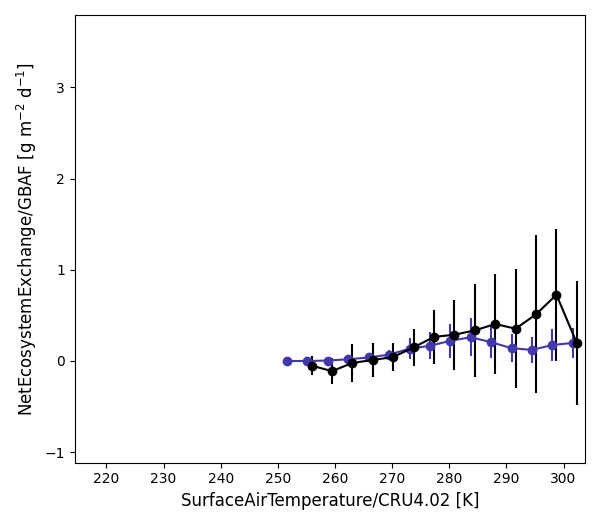 NetEcosystemExchange/GBAF [g m⁻² d⁻¹]
3
2
1
0
−1
220 230 240 250 260 270 280 290 300
SurfaceAirTemperature/CRU4.02 [K]